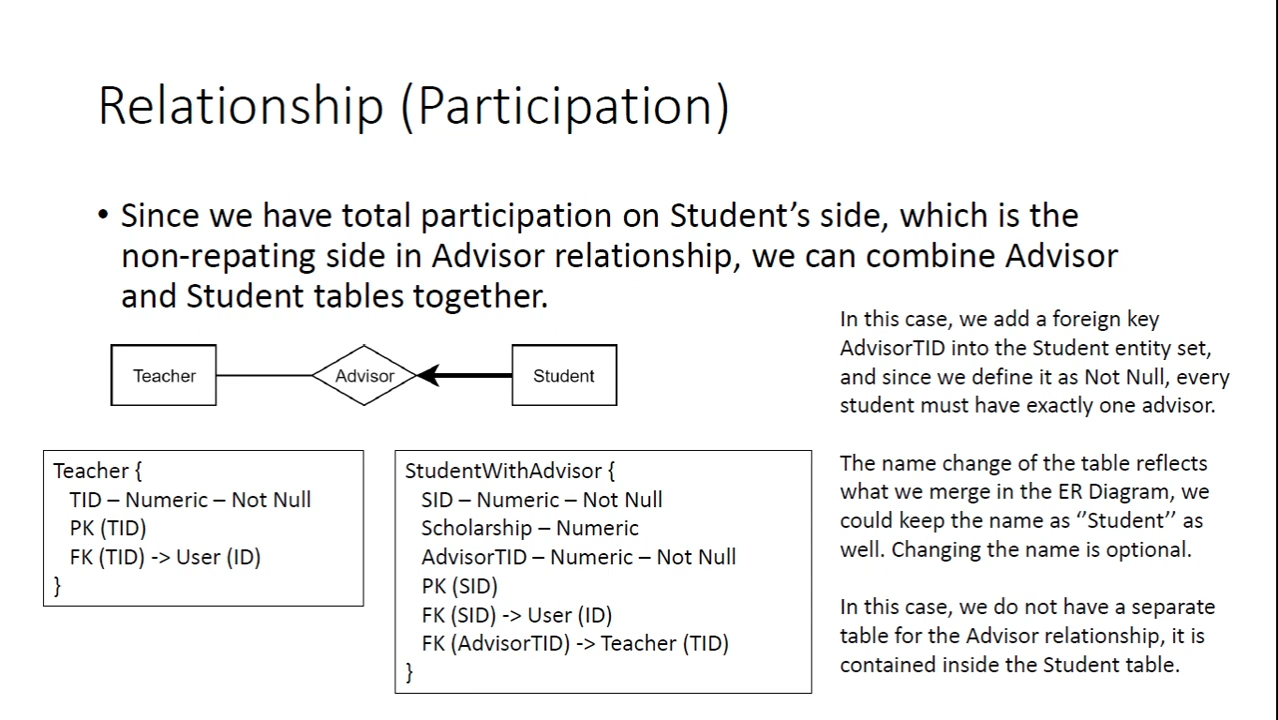 Relationship (Participation)
• Since we have total participation on Student’s side, which is the
non-repating side in Advisor relationship, we can combine Advisor
and Student tables together.
Teacher
Advisor
Student
Teacher {
TID – Numeric – Not Null
PK (TID)
FK (TID) -> User (ID)
}
StudentWithAdvisor {
SID – Numeric – Not Null
Scholarship – Numeric
AdvisorTID – Numeric – Not Null
PK (SID)
FK (SID) -> User (ID)
FK (AdvisorTID) -> Teacher (TID)
}
In this case, we add a foreign key
AdvisorTID into the Student entity set,
and since we define it as Not Null, every
student must have exactly one advisor.
The name change of the table reflects
what we merge in the ER Diagram, we
could keep the name as ‘’Student’’ as
well. Changing the name is optional.
In this case, we do not have a separate
table for the Advisor relationship, it is
contained inside the Student table.